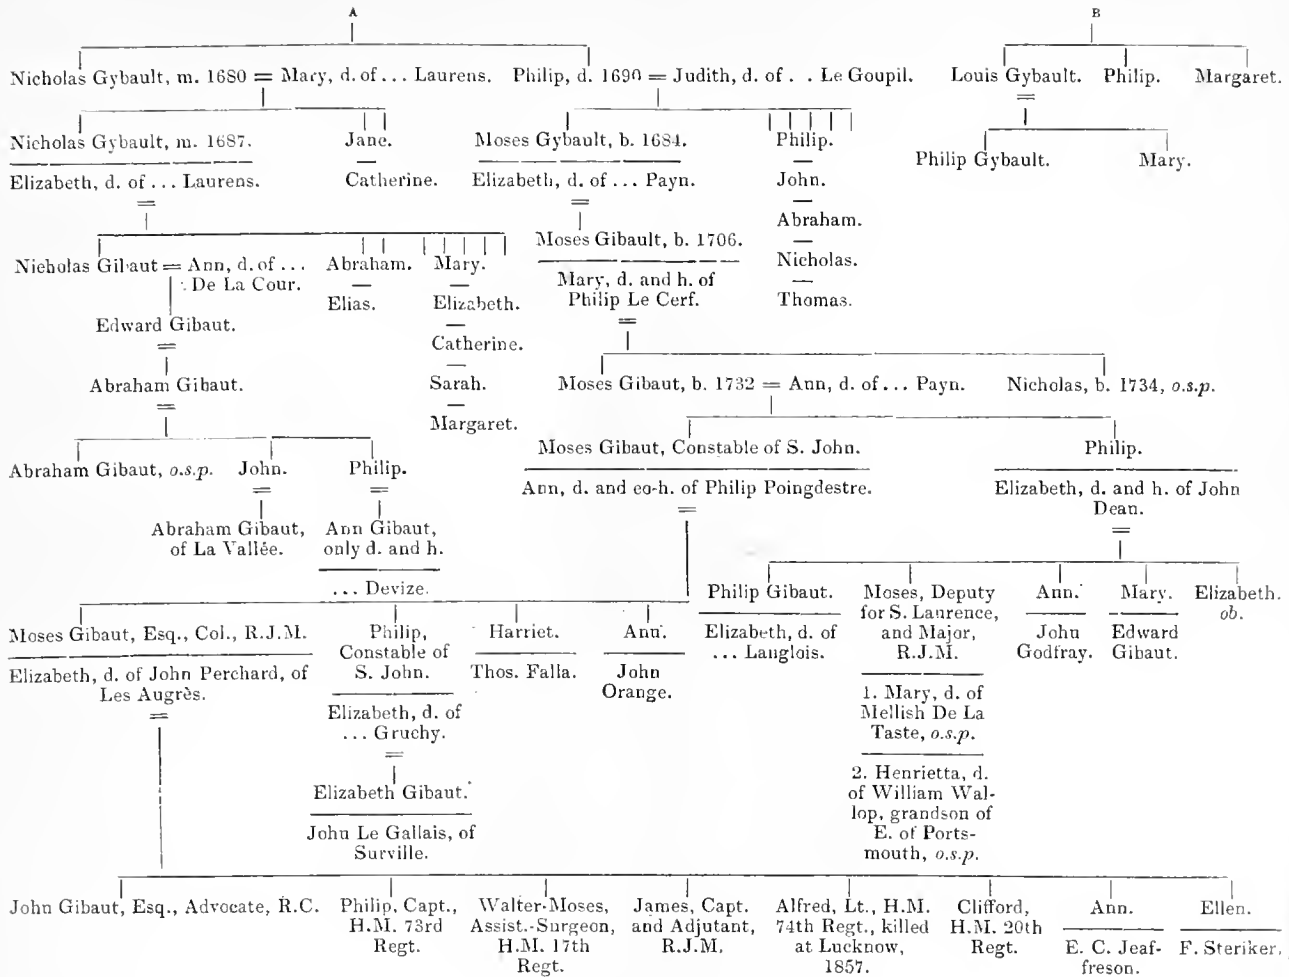 A
B
Nicholas Gybault, m. 1680 = Mary, d. of ... Laurens.
Philip, d. 1690 = Judith, d. of . . Le Goupil.
Louis Gybault.
Philip.
Margaret.
=
Nicholas Gybault, m. 1687.
Jane.
Moses Gybault, b. 1684.
Philip.
Philip Gybault.
Mary.
Elizabeth, d. of ... Laurens.
—
Catherine.
Elizabeth, d. of ... Payn.
—
John.
=
=
—
Abraham.
Nicholas Gibaut = Ann, d. of ...
De La Cour.
Abraham.
—
Elias.
Mary.
—
Elizabeth.
—
Catherine.
—
Sarah.
—
Margaret.
Moses Gibault, b. 1706.
Mary, d. and h. of
Philip Le Cerf.
=
—
Nicholas.
—
Thomas.
Edward Gibaut.
=
Abraham Gibaut.
=
Moses Gibaut, b. 1732 = Ann, d. of ... Payn.
Nicholas, b. 1734, o.s.p.
Abraham Gibaut, o.s.p.
John.
=
Philip.
=
Moses Gibaut, Constable of S. John.
Ann, d. and co-h. of Philip Poingdestre.
=
Philip.
Elizabeth, d. and h. of John
Dean.
=
Abraham Gibaut,
of La Vallée.
Ann Gibaut,
only d. and h.
... Devize.
Philip Gibaut.
Elizabeth, d. of
... Langlois.
Moses, Deputy
for S. Laurence,
and Major,
R.J.M.
1. Mary, d. of
Mellish De La
Taste, o.s.p.
2. Henrietta, d.
of William Wal-
lop, grandson of
E. of Ports-
mouth, o.s.p.
Ann.
John
Godfray.
Mary.
Edward
Gibaut.
Elizabeth.
ob.
Moses Gibaut, Esq., Col., R.J.M.
Elizabeth, d. of John Perchard, of
Les Augrès.
=
Philip,
Constable of
S. John.
Elizabeth, d. of
... Gruchy.
=
Elizabeth Gibaut.
John Le Gallais, of
Surville.
Harriet.
Thos. Falla.
Ann.
John
Orange.
John Gibaut, Esq., Advocate, R.C.
Philip, Capt.,
H.M. 73rd
Regt.
Walter-Moses,
Assist.-Surgeon,
H.M. 17th
Regt.
James, Capt.
and Adjutant,
R.J.M.
Alfred, Lt., H.M.
74th Regt., killed
at Lucknow,
1857.
Clifford,
H.M. 20th
Regt.
Ann.
E. C. Jeaf-
freson.
Ellen.
F. Steriker.